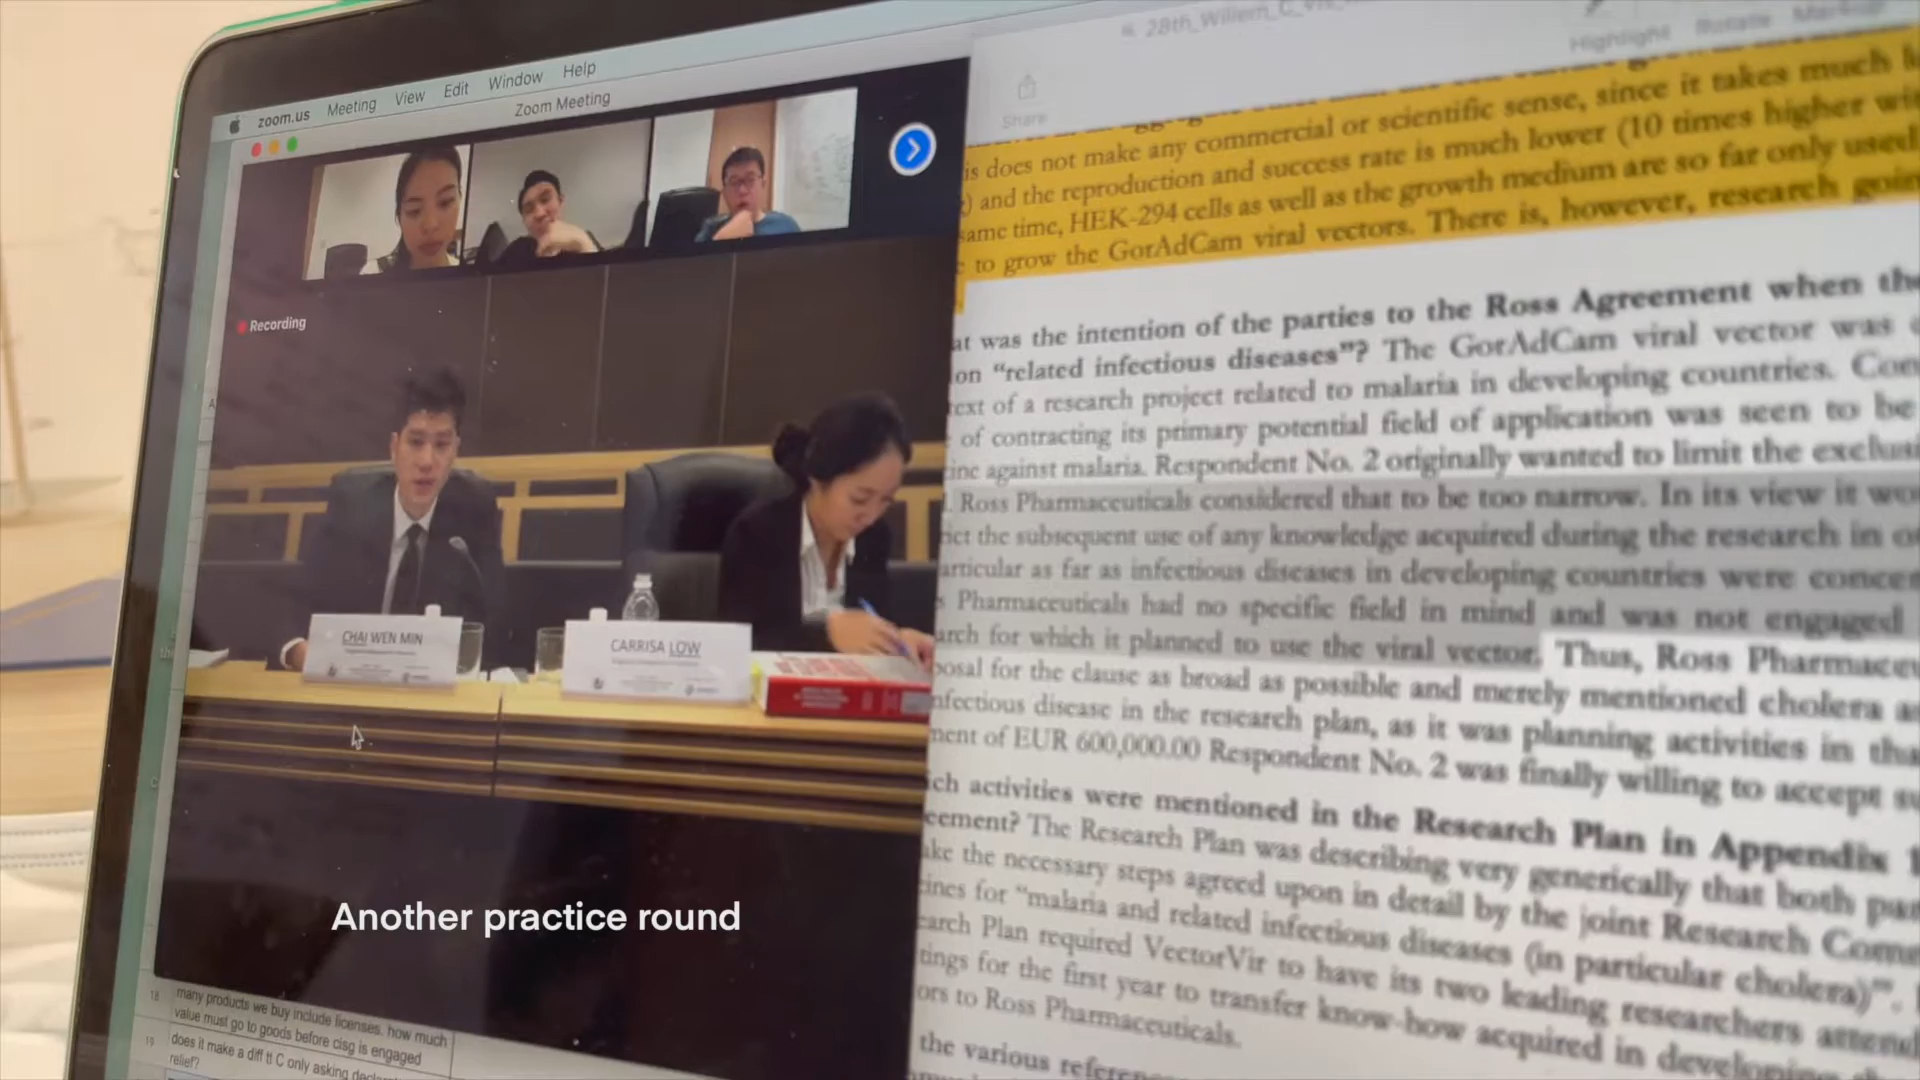 zoom.us Meeting View Edit Window Help
Zoom Meeting
Recording
CHAI WEN MIN
CARRISA LOW
Another practice round
18 many products we buy include licenses. how much
value must go to goods before cisg is engaged
19 does it make a diff tt C only asking
relief?
28th_Willem_C_
Share
Highlight Rotate Markup
is does not make any commercial or scientific sense, since it takes much
) and the reproduction and success rate is much lower (10 times higher
same time, HEK-294 cells as well as the growth medium are so far only used
to grow the GorAdCam viral vectors. There is, however, research
at was the intention of the parties to the Ross Agreement when
on “related infectious diseases”? The GorAdCam viral vector was
ext of a research project related to malaria in developing countries.
of contracting its primary potential field of application was seen to be
cine against malaria. Respondent No. 2 originally wanted to limit the
. Ross Pharmaceuticals considered that to be too narrow. In its view it
ict the subsequent use of any knowledge acquired during the research in
articular as far as infectious diseases in developing countries were
s Pharmaceuticals had no specific field in mind and was not engaged
arch for which it planned to use the viral vector. Thus, Ross
posal for the clause as broad as possible and merely mentioned cholera
nfectious disease in the research plan, as it was planning activities in
ment of EUR 600,000.00 Respondent No. 2 was finally willing to accept
ich activities were mentioned in the Research Plan in Appendix
eement? The Research Plan was describing very generically that both
ake the necessary steps agreed upon in detail by the joint Research
cines for “malaria and related infectious diseases (in particular cholera)”.
earch Plan required VectorVir to have its two leading researchers
tings for the first year to transfer know-how acquired in
ors to Ross Pharmaceuticals.
the various